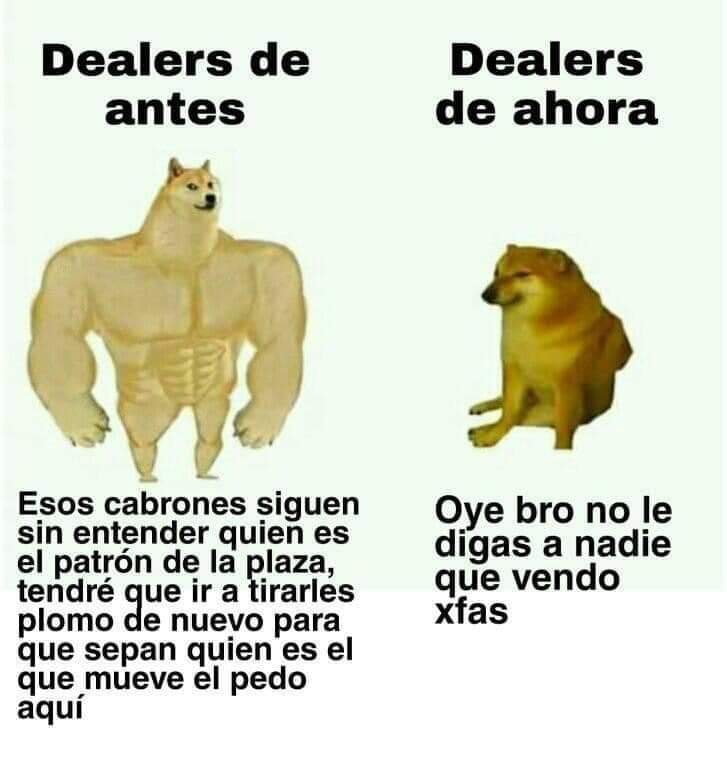 Dealers de
antes
Dealers
de ahora
Esos cabrones siguen
sin entender quien es
el patrón de la plaza,
tendré que ir a tirarles
plomo de nuevo para
que sepan quien es el
que mueve el pedo
aquí
Oye bro no le
digas a nadie
que vendo
xfas